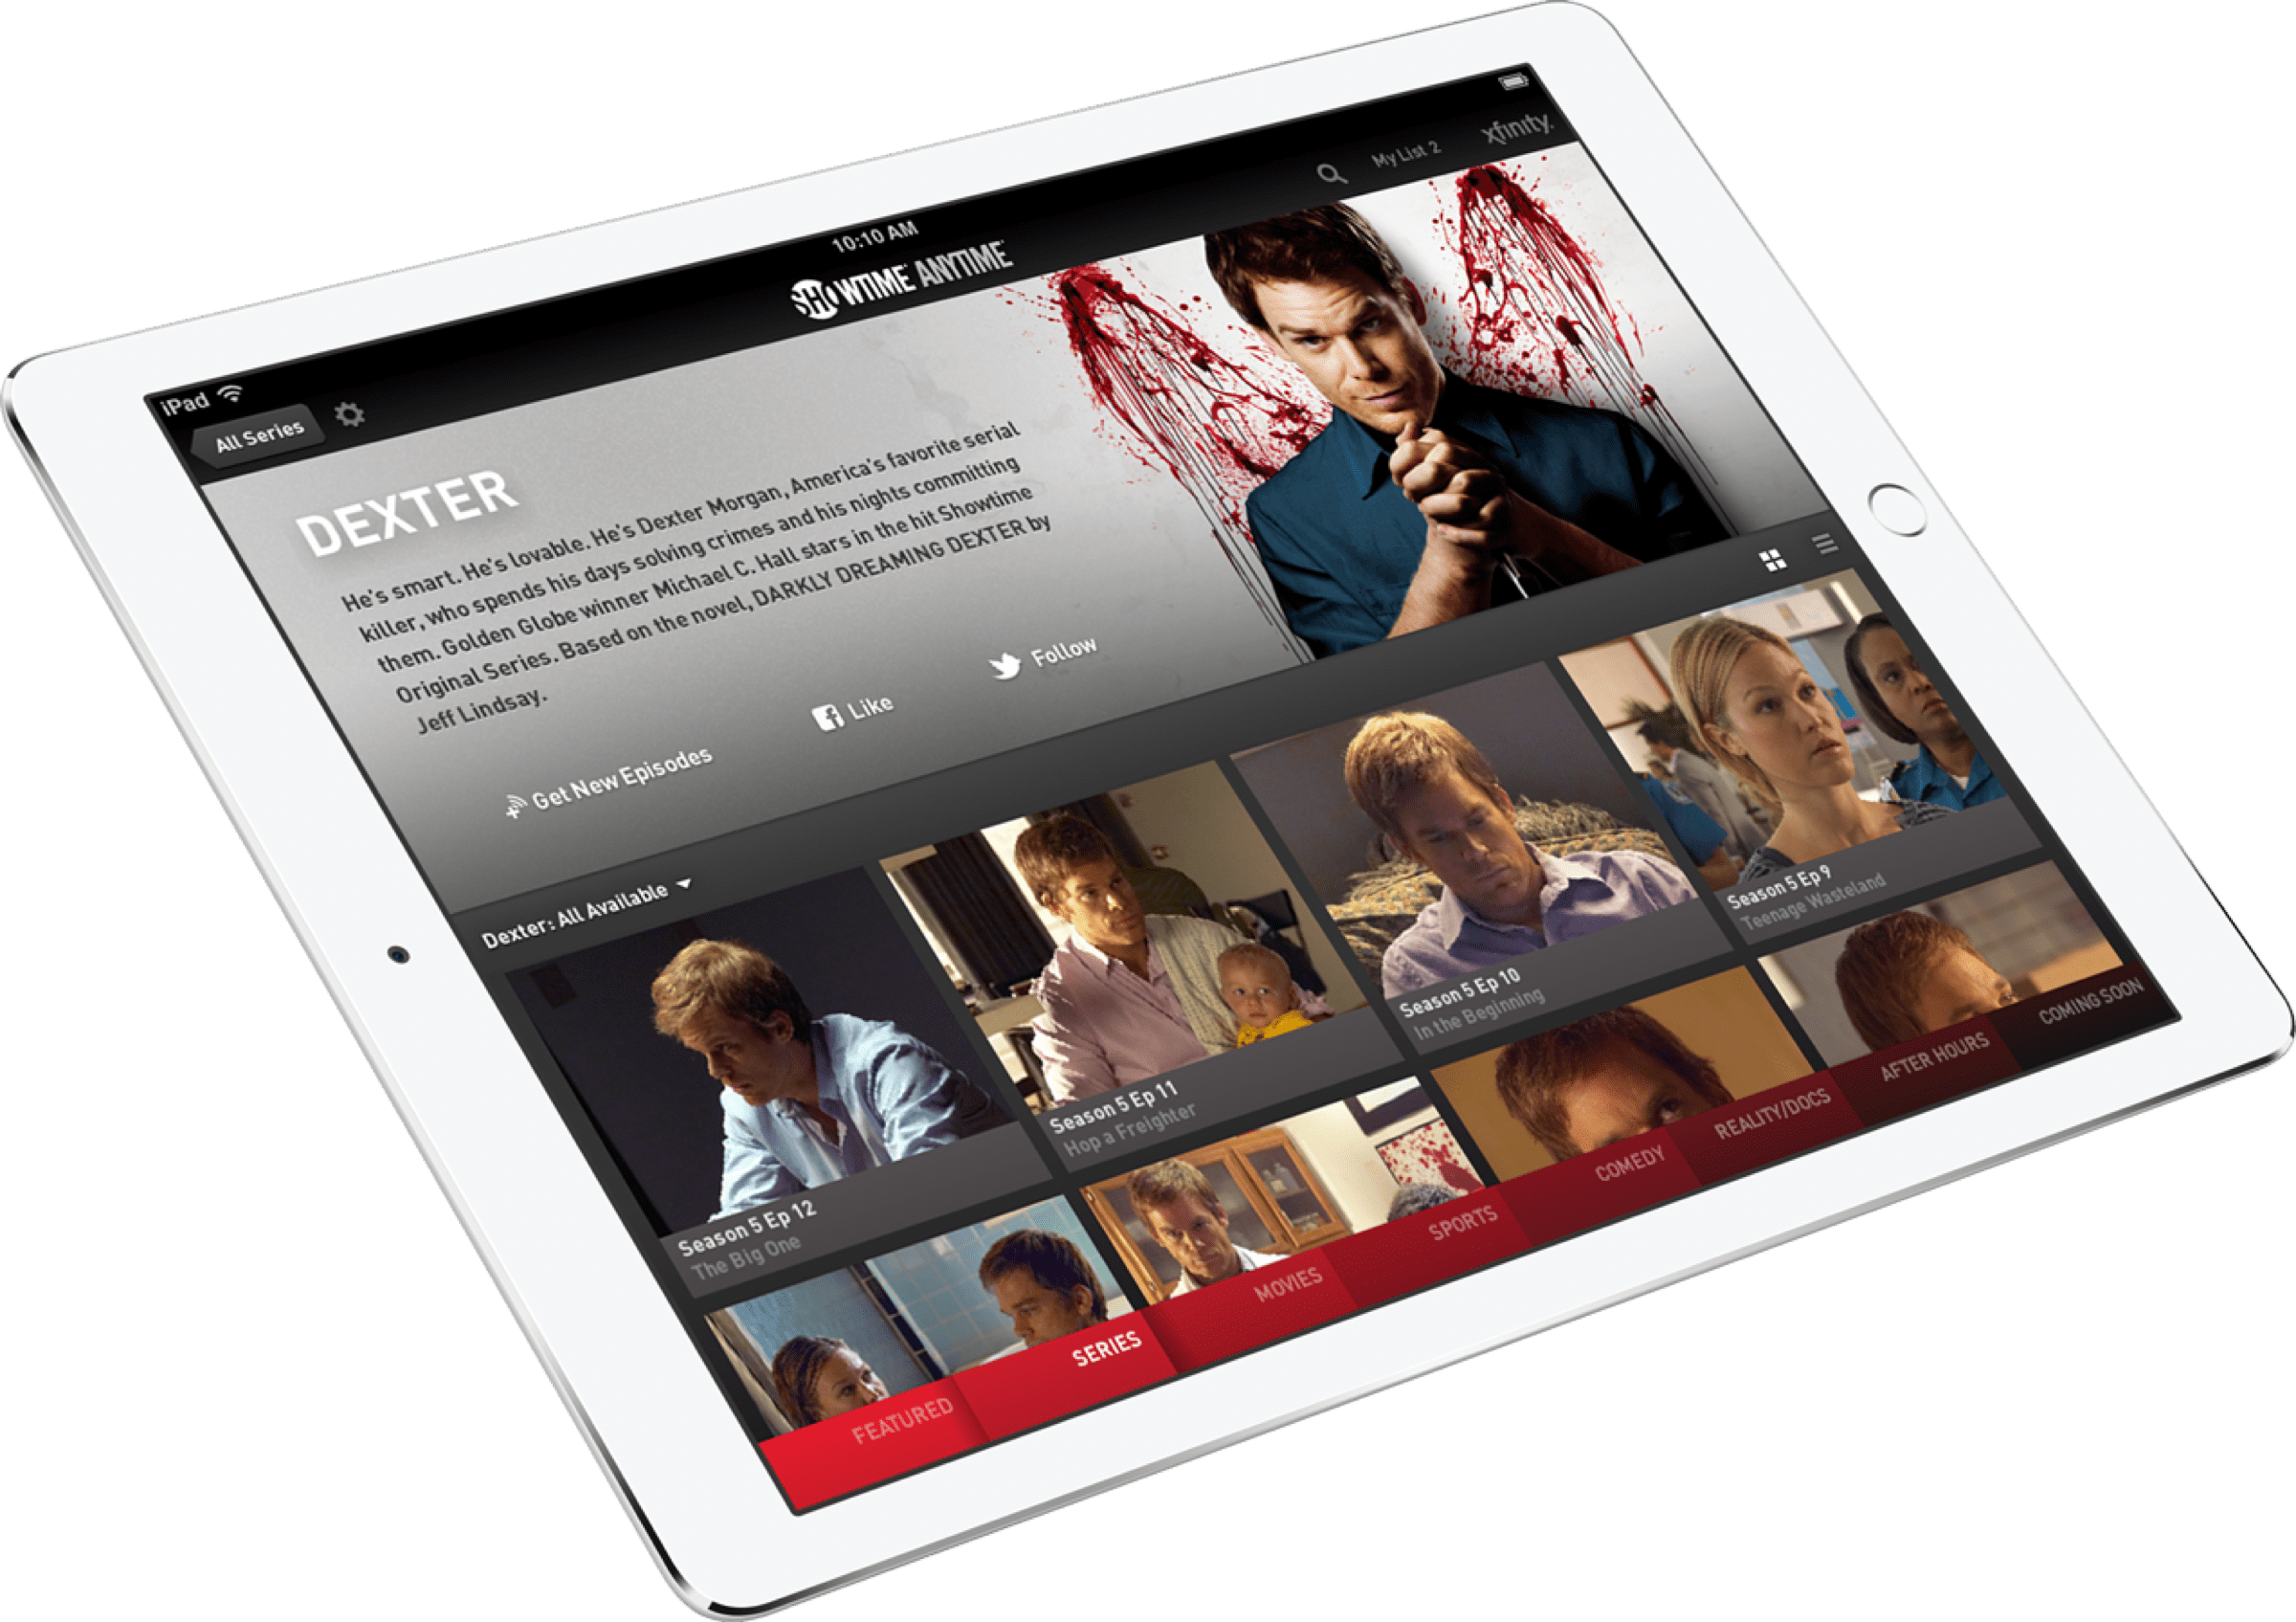 iPad
10:10 AM
All Series
SHOWTIME ANYTIME
My List 2
xfinity.
DEXTER
He's smart. He's lovable. He's Dexter Morgan, America's favorite serial
killer, who spends his days solving crimes and his nights committing
them. Golden Globe winner Michael C. Hall stars in the hit Showtime
Original Series. Based on the novel, DARKLY DREAMING DEXTER by
Jeff Lindsay.
Get New Episodes
Like
Follow
Dexter: All Available
Season 5 Ep 12
The Big One
Season 5 Ep 11
Hop a Freighter
Season 5 Ep 10
In the Beginning
Season 5 Ep 9
Teenage Wasteland
FEATURED
SERIES
MOVIES
SPORTS
COMEDY
REALITY/DOCS
AFTER HOURS
COMING SOON